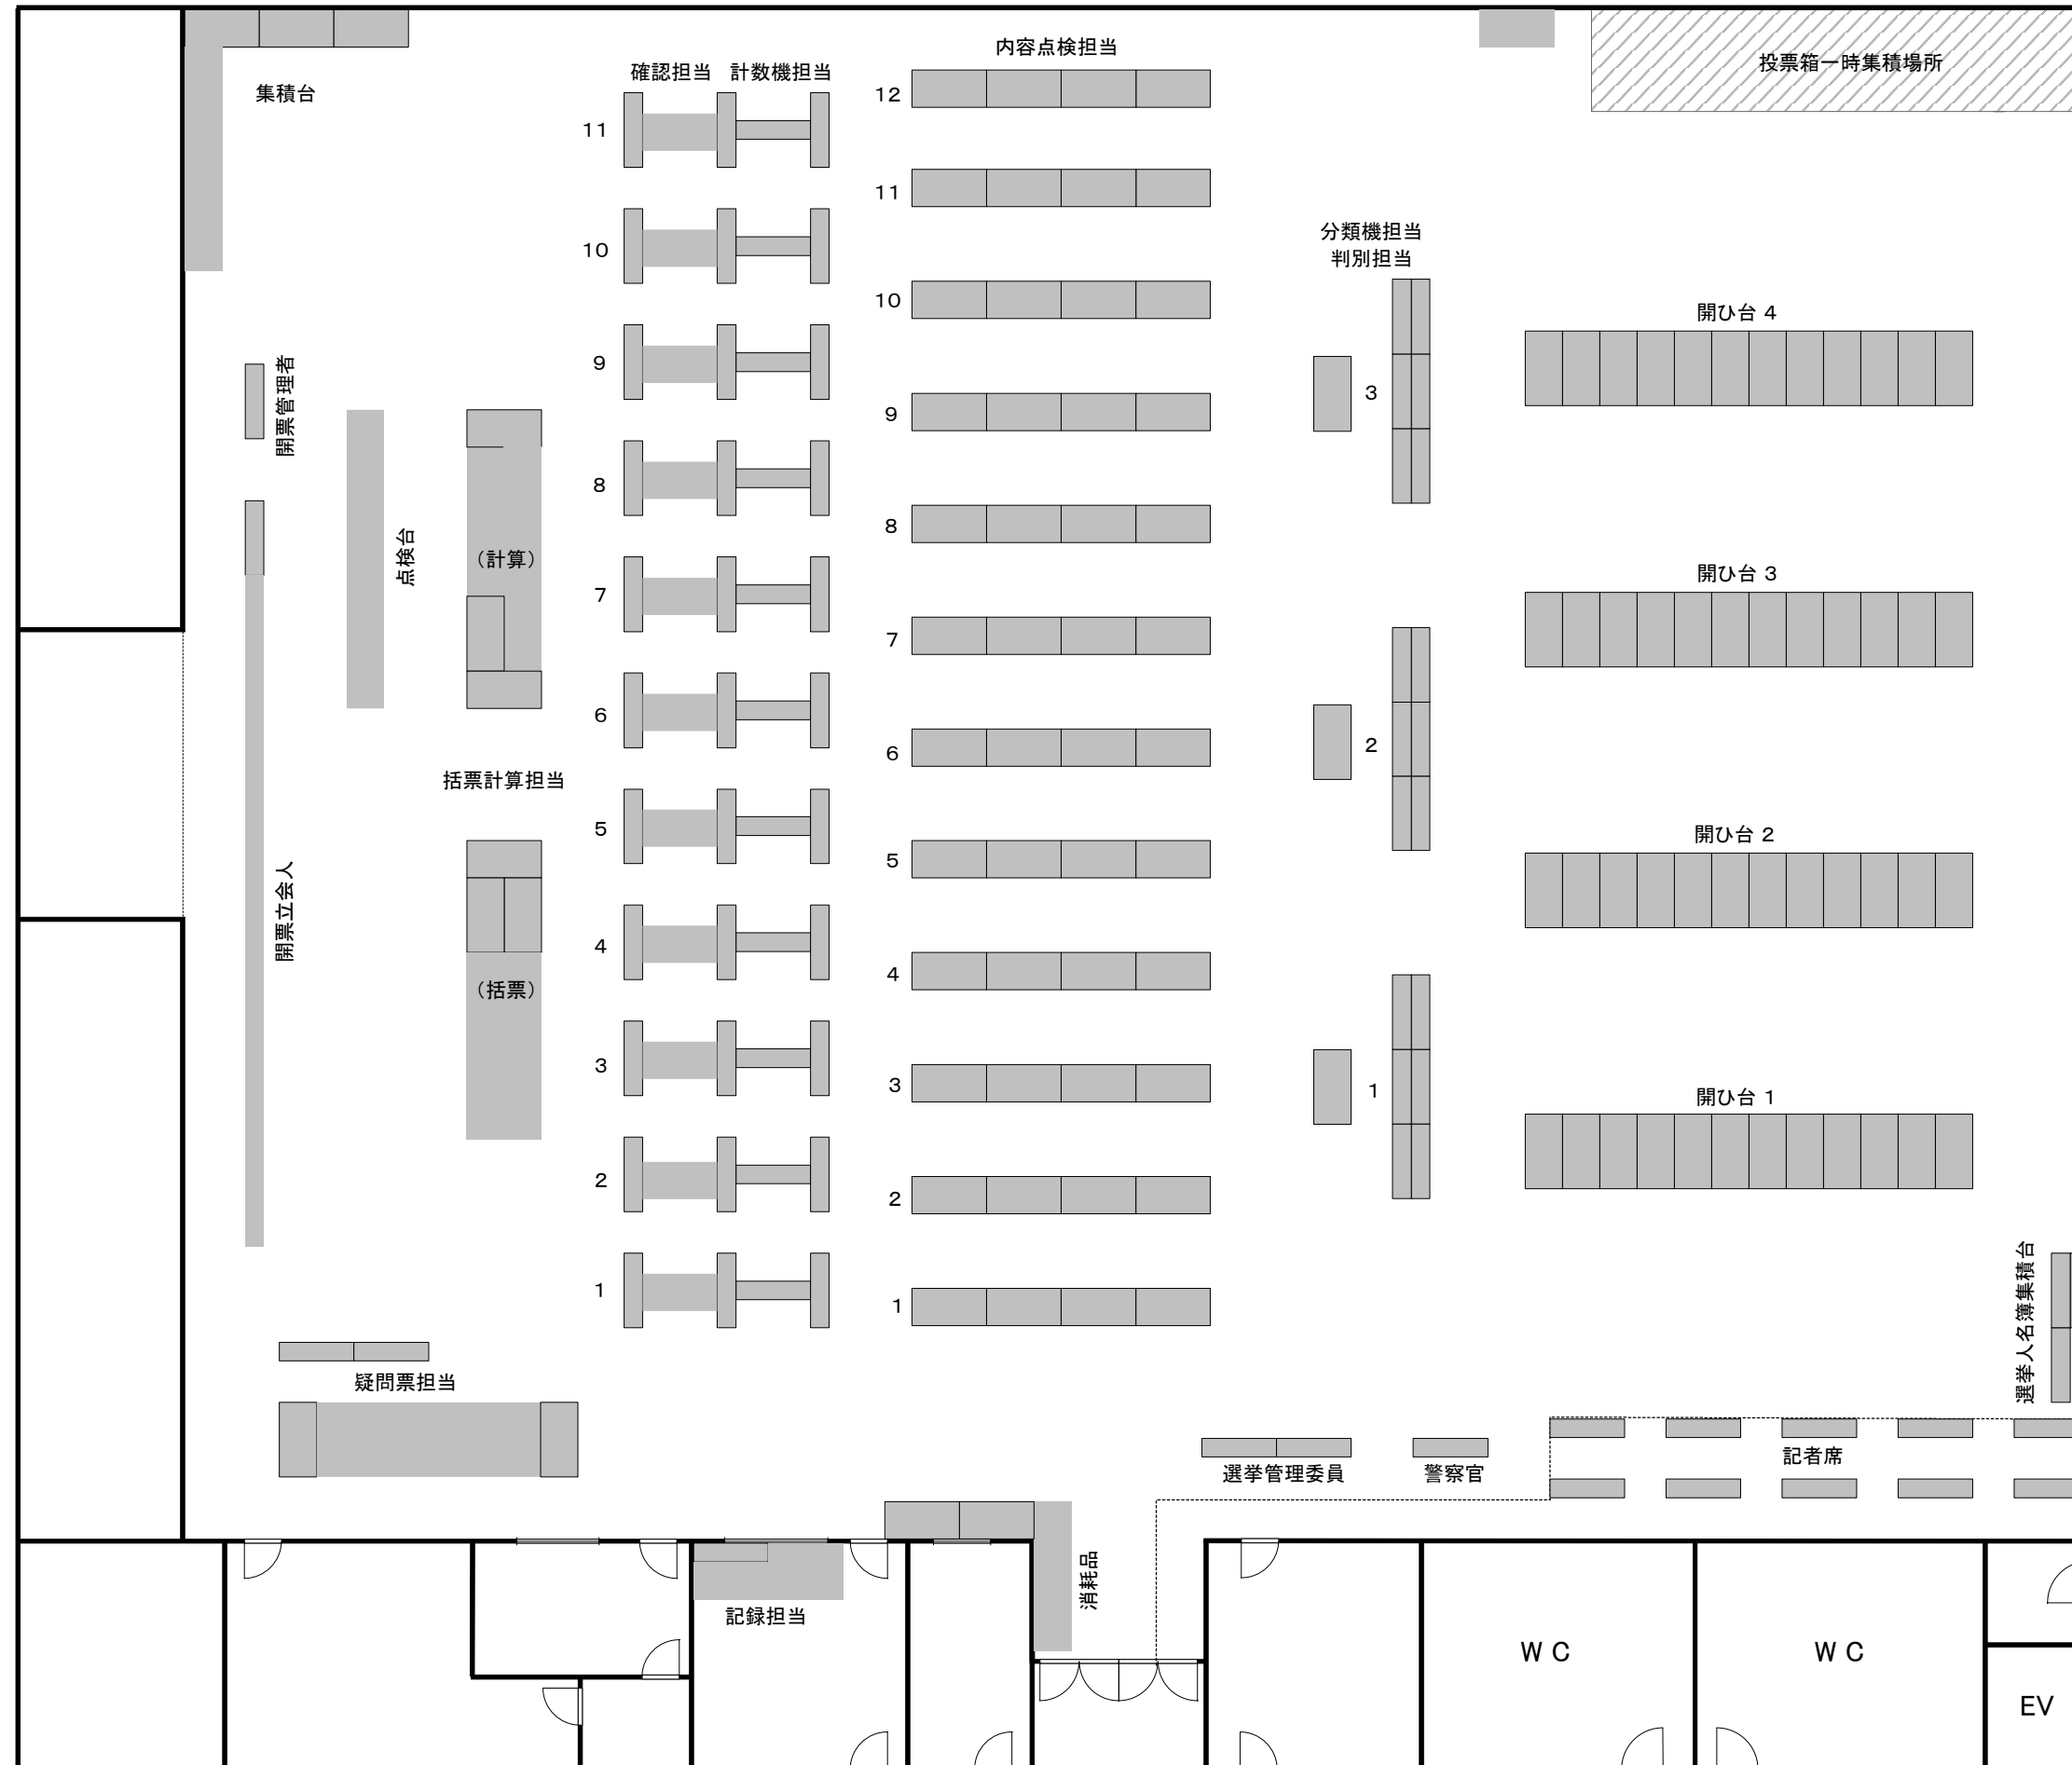 集積台
確認担当
計数機担当
11
10
9
8
7
6
5
4
3
2
1
内容点検担当
12
11
10
9
8
7
6
5
4
3
2
1
投票箱一時集積場所
分類機担当
判別担当
3
2
1
開ひ台 4
開ひ台 3
開ひ台 2
開ひ台 1
開票管理者
開票立会人
点検台
（計算）
括票計算担当
（括票）
疑問票担当
選挙人名簿集積台
選挙管理委員
警察官
記者席
消耗品
記録担当
WC
WC
EV